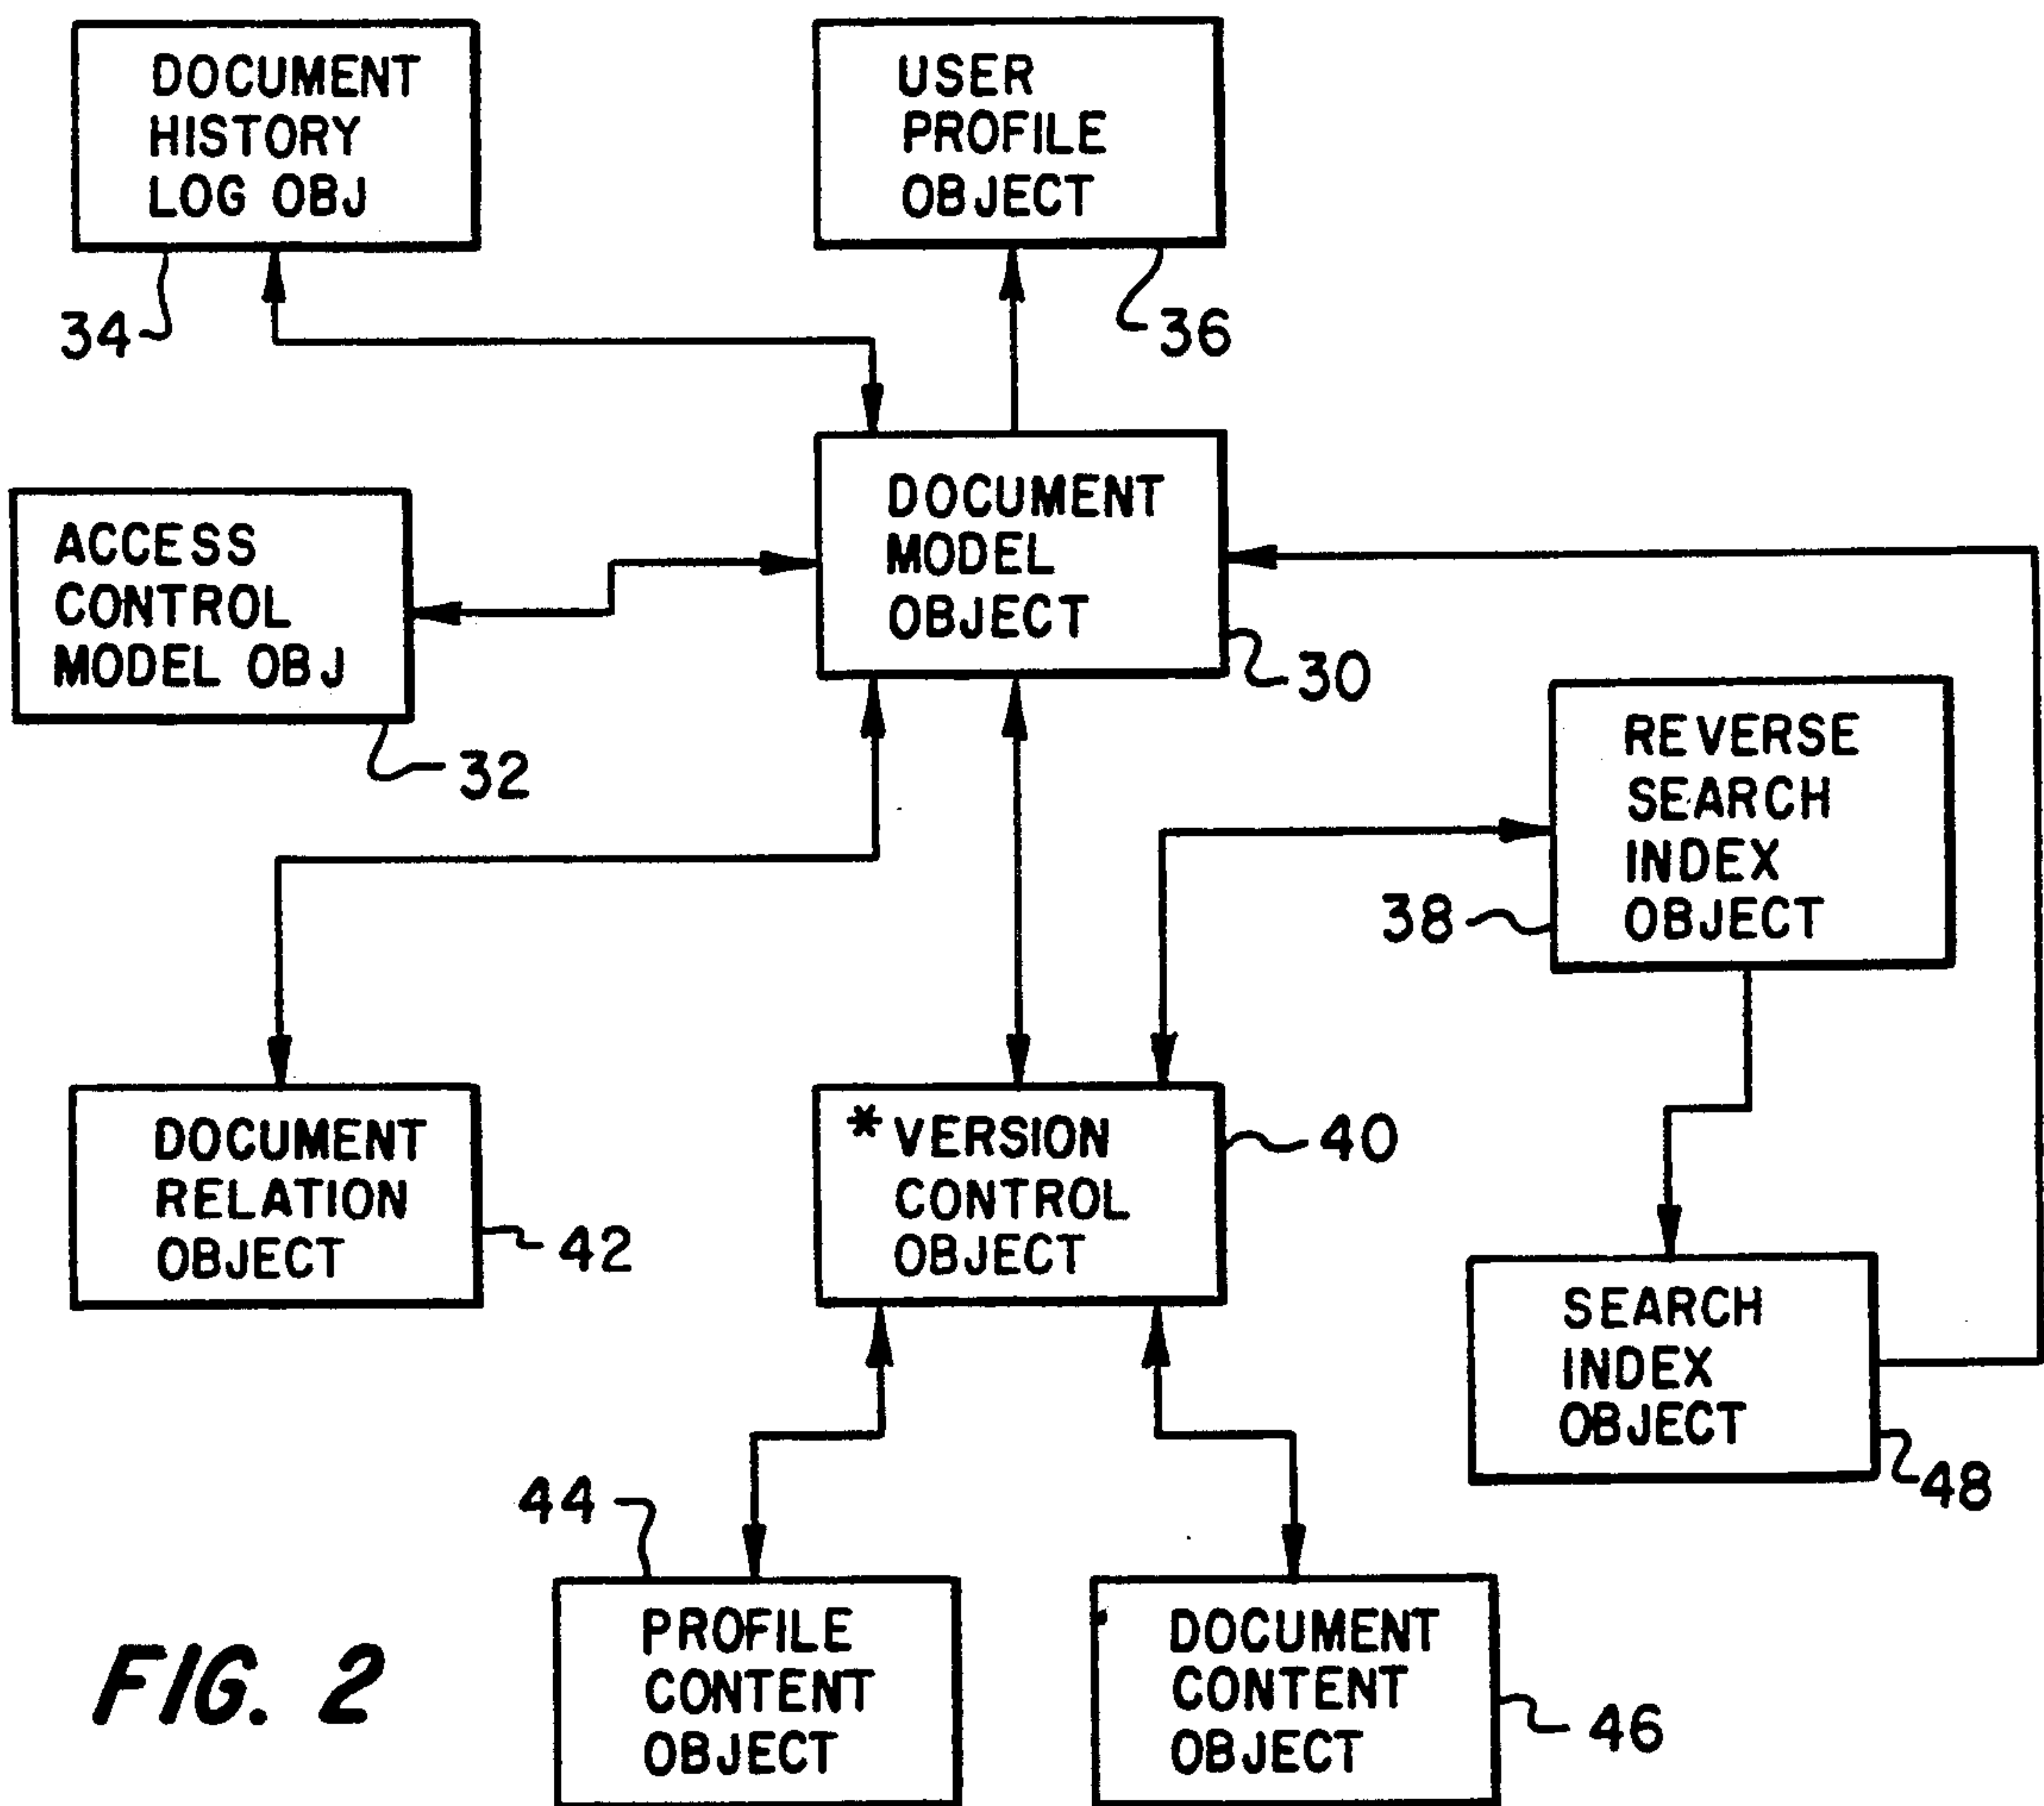 DOCUMENT
HISTORY
LOG OBJ
34
USER
PROFILE
OBJECT
36
ACCESS
CONTROL
MODEL OBJ
32
DOCUMENT
MODEL
OBJECT
30
REVERSE
SEARCH
INDEX
OBJECT
38
DOCUMENT
RELATION
OBJECT
42
* VERSION
CONTROL
OBJECT
40
SEARCH
INDEX
OBJECT
48
44
PROFILE
CONTENT
OBJECT
DOCUMENT
CONTENT
OBJECT
46
FIG. 2